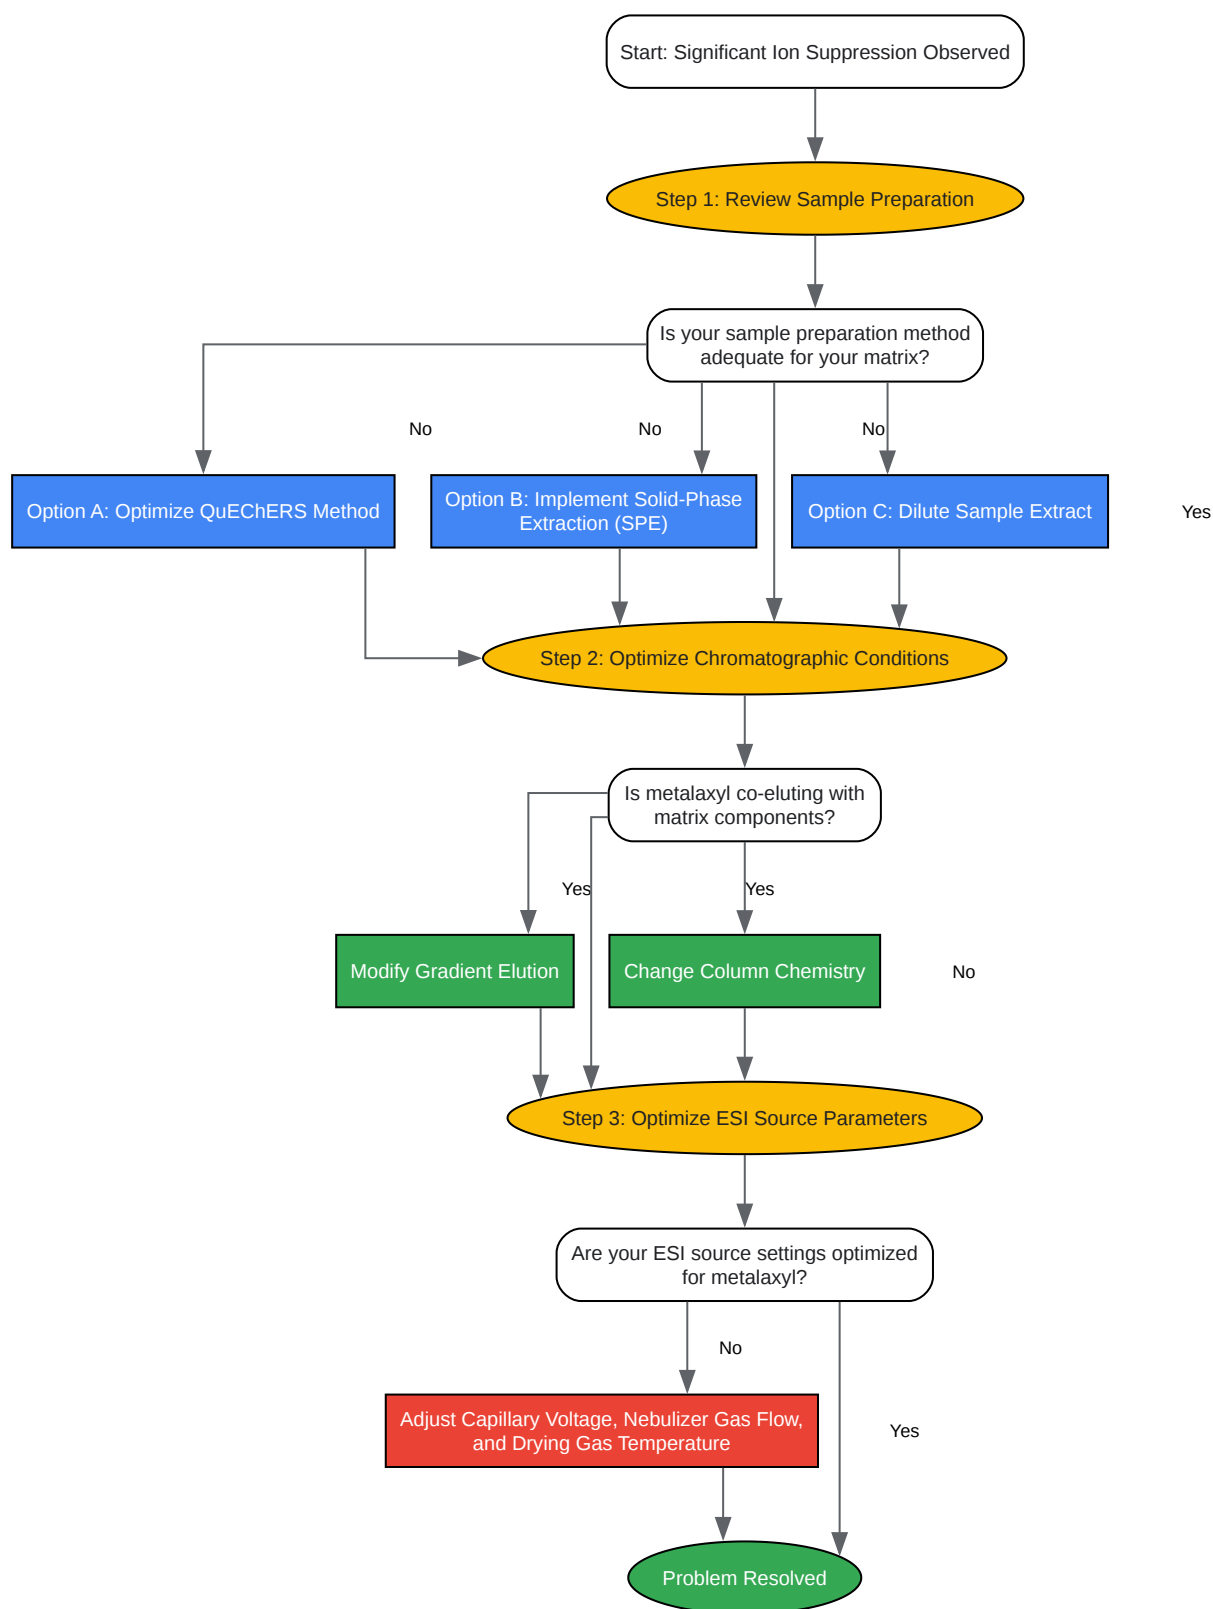 Start: Significant Ion Suppression Observed
Step 1: Review Sample Preparation
Is your sample preparation method
adequate for your matrix?
No
No
No
Option A: Optimize QuEChERS Method
Option B: Implement Solid-Phase
Extraction (SPE)
Option C: Dilute Sample Extract
Yes
Step 2: Optimize Chromatographic Conditions
Is metalaxyl co-eluting with
matrix components?
Yes
Yes
Modify Gradient Elution
Change Column Chemistry
No
Step 3: Optimize ESI Source Parameters
Are your ESI source settings optimized
for metalaxyl?
No
Adjust Capillary Voltage, Nebulizer Gas Flow,
and Drying Gas Temperature
Yes
Problem Resolved